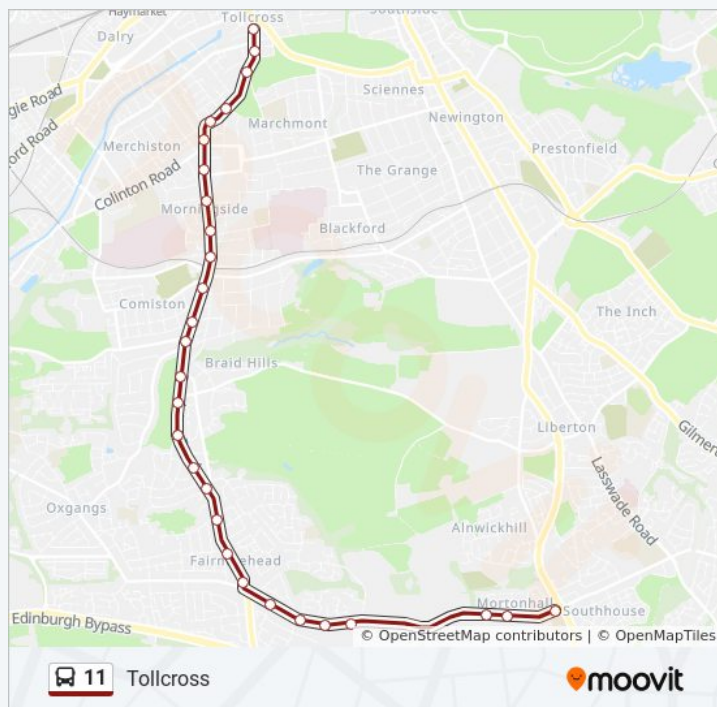 Haymarket
Tollcross
Southside
Dalry
gie Road
Sciennes
Marchmont
Newington
ford Road
Merchiston
Prestonfield
The Grange
Colinton Road
Morningside
Blackford
Comiston
The Inch
Braid Hills
Liberton
Gilmert
Lasswade Road
Oxgangs
Alnwickhill
Fairmilehead
Mortonhall
Southhouse
Edinburgh Bypass
© OpenStreetMap contributors | © OpenMapTiles
11 Tollcross
moovit